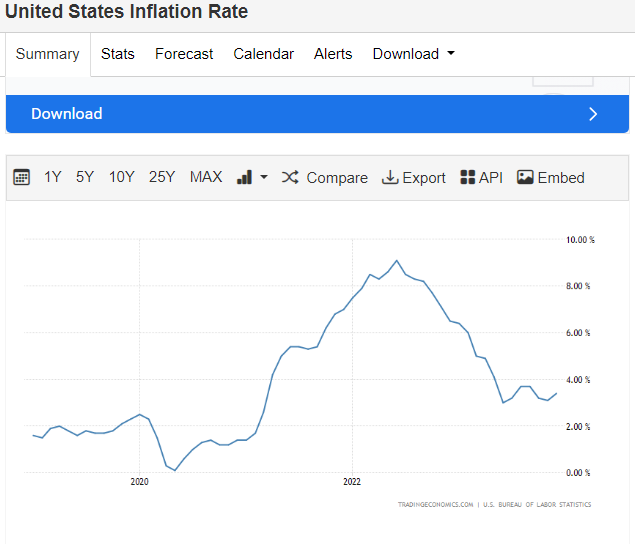 United States Inflation Rate
Summary Stats Forecast Calendar Alerts Download
Download
1Y 5Y 10Y 25Y MAX Compare Export API Embed
10.00 %
8.00 %
6.00 %
4.00 %
2.00 %
0.00 %
2020 2022
TRADINGECONOMICS.COM | U.S. BUREAU OF LABOR STATISTICS